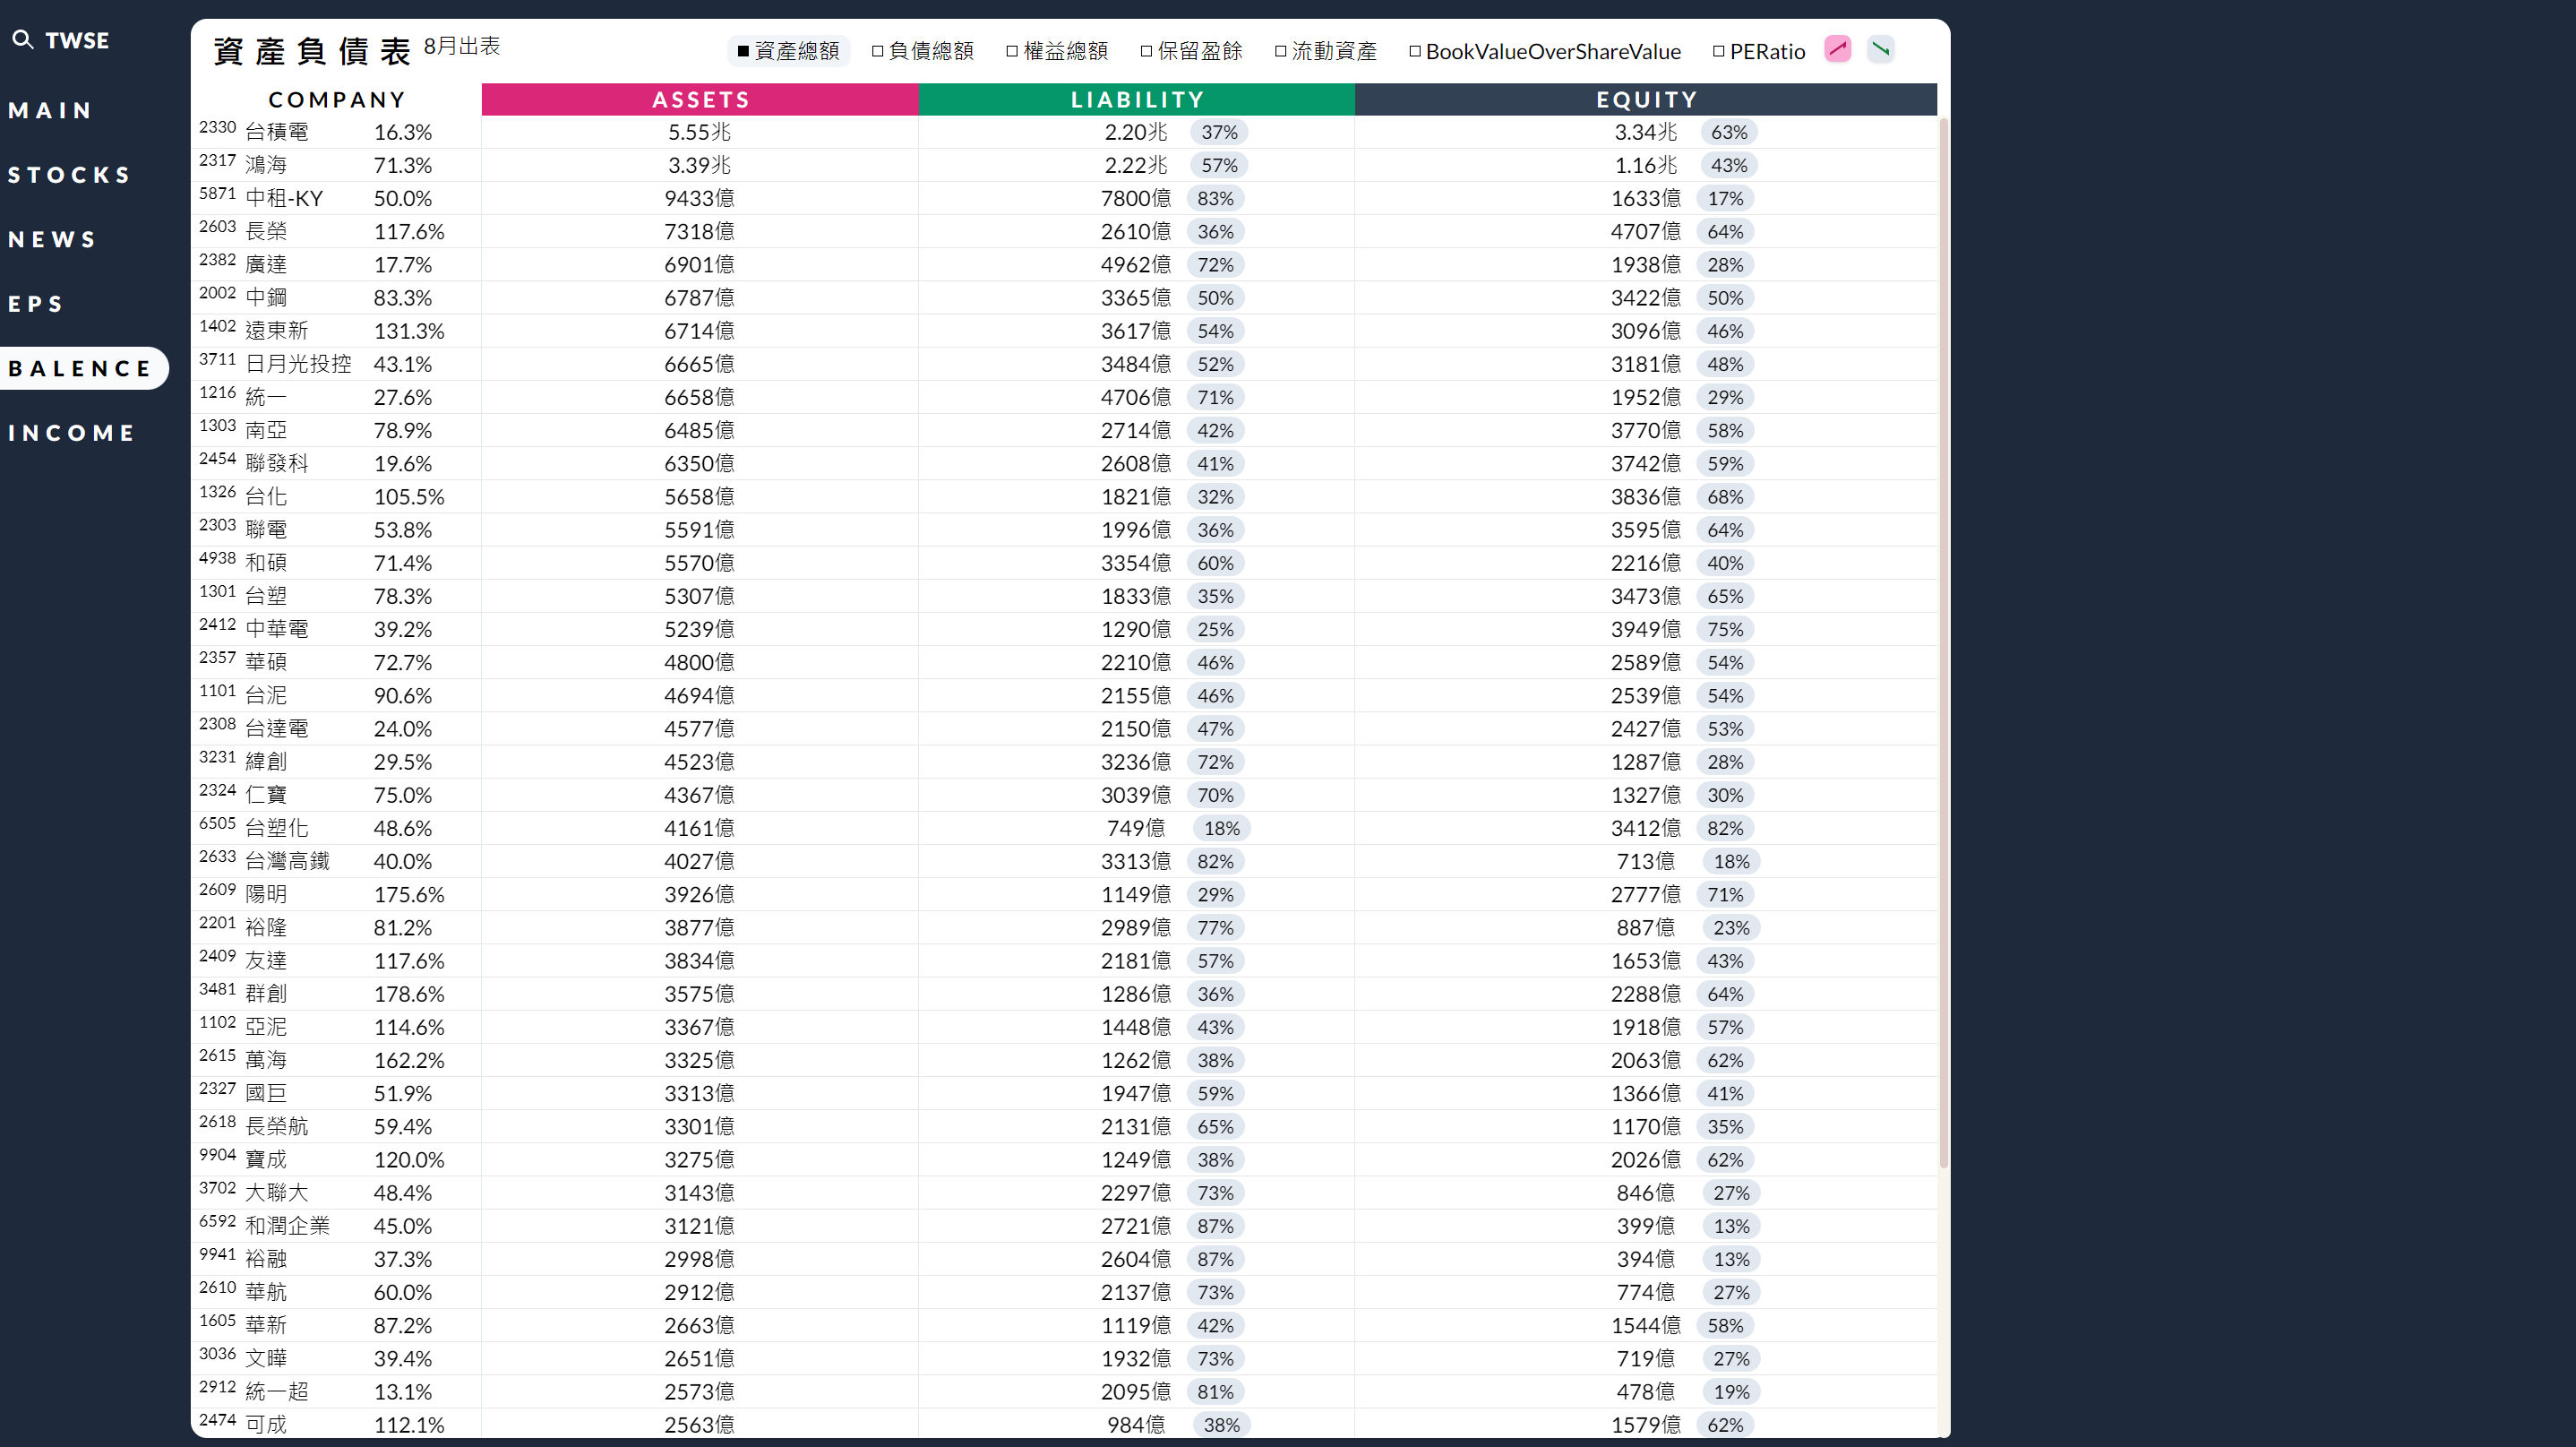 TWSE
MAIN
STOCKS
NEWS
EPS
BALENCE
INCOME
資產負債表 8月出表
資產總額 負債總額 權益總額 保留盈餘 流動資產 BookValueOverShareValue PERatio
COMPANY ASSETS LIABILITY EQUITY
2330 台積電 16.3% 5.55兆 2.20兆 37% 3.34兆 63%
2317 鴻海 71.3% 3.39兆 2.22兆 57% 1.16兆 43%
5871 中租-KY 50.0% 9433億 7800億 83% 1633億 17%
2603 長榮 117.6% 7318億 2610億 36% 4707億 64%
2382 廣達 17.7% 6901億 4962億 72% 1938億 28%
2002 中鋼 83.3% 6787億 3365億 50% 3422億 50%
1402 遠東新 131.3% 6714億 3617億 54% 3096億 46%
3711 日月光投控 43.1% 6665億 3484億 52% 3181億 48%
1216 統一 27.6% 6658億 4706億 71% 1952億 29%
1303 南亞 78.9% 6485億 2714億 42% 3770億 58%
2454 聯發科 19.6% 6350億 2608億 41% 3742億 59%
1326 台化 105.5% 5658億 1821億 32% 3836億 68%
2303 聯電 53.8% 5591億 1996億 36% 3595億 64%
4938 和碩 71.4% 5570億 3354億 60% 2216億 40%
1301 台塑 78.3% 5307億 1833億 35% 3473億 65%
2412 中華電 39.2% 5239億 1290億 25% 3949億 75%
2357 華碩 72.7% 4800億 2210億 46% 2589億 54%
1101 台泥 90.6% 4694億 2155億 46% 2539億 54%
2308 台達電 24.0% 4577億 2150億 47% 2427億 53%
3231 緯創 29.5% 4523億 3236億 72% 1287億 28%
2324 仁寶 75.0% 4367億 3039億 70% 1327億 30%
6505 台塑化 48.6% 4161億 749億 18% 3412億 82%
2633 台灣高鐵 40.0% 4027億 3313億 82% 713億 18%
2609 陽明 175.6% 3926億 1149億 29% 2777億 71%
2201 裕隆 81.2% 3877億 2989億 77% 887億 23%
2409 友達 117.6% 3834億 2181億 57% 1653億 43%
3481 群創 178.6% 3575億 1286億 36% 2288億 64%
1102 亞泥 114.6% 3367億 1448億 43% 1918億 57%
2615 萬海 162.2% 3325億 1262億 38% 2063億 62%
2327 國巨 51.9% 3313億 1947億 59% 1366億 41%
2618 長榮航 59.4% 3301億 2131億 65% 1170億 35%
9904 寶成 120.0% 3275億 1249億 38% 2026億 62%
3702 大聯大 48.4% 3143億 2297億 73% 846億 27%
6592 和潤企業 45.0% 3121億 2721億 87% 399億 13%
9941 裕融 37.3% 2998億 2604億 87% 394億 13%
2610 華航 60.0% 2912億 2137億 73% 774億 27%
1605 華新 87.2% 2663億 1119億 42% 1544億 58%
3036 文曄 39.4% 2651億 1932億 73% 719億 27%
2912 統一超 13.1% 2573億 2095億 81% 478億 19%
2474 可成 112.1% 2563億 984億 38% 1579億 62%